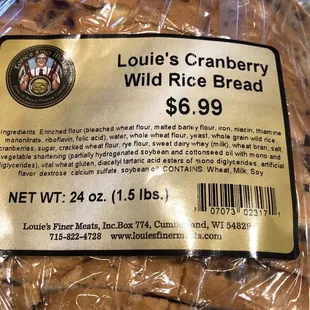 Louie's Cranberry
Wild Rice Bread
$6.99
Ingredients: Enriched flour (bleached wheat flour, malted barley flour, iron, niacin, thiamine
mononitrate, riboflavin, folic acid), water, whole wheat flour, yeast, whole grain wild rice,
cranberries, sugar, cracked wheat flour, rye flour, sweet dairy whey (milk), wheat bran, salt
vegetable shortening (partially hydrogenated soybean and cottonseed oil with mono and
diglycerides), vital wheat gluten, diacetyl tartaric acid esters of mono diglycerides, artificial
flavor dextrose calcium sulfate soybean oil CONTAINS: Wheat, Milk, Soy
NET WT: 24 oz. (1.5 lbs.)
7 07073 02317
Louie's Finer Meats, Inc.Box 774, Cumberland, WI 54829
715-822-4728 www.louiesfinermeats.com